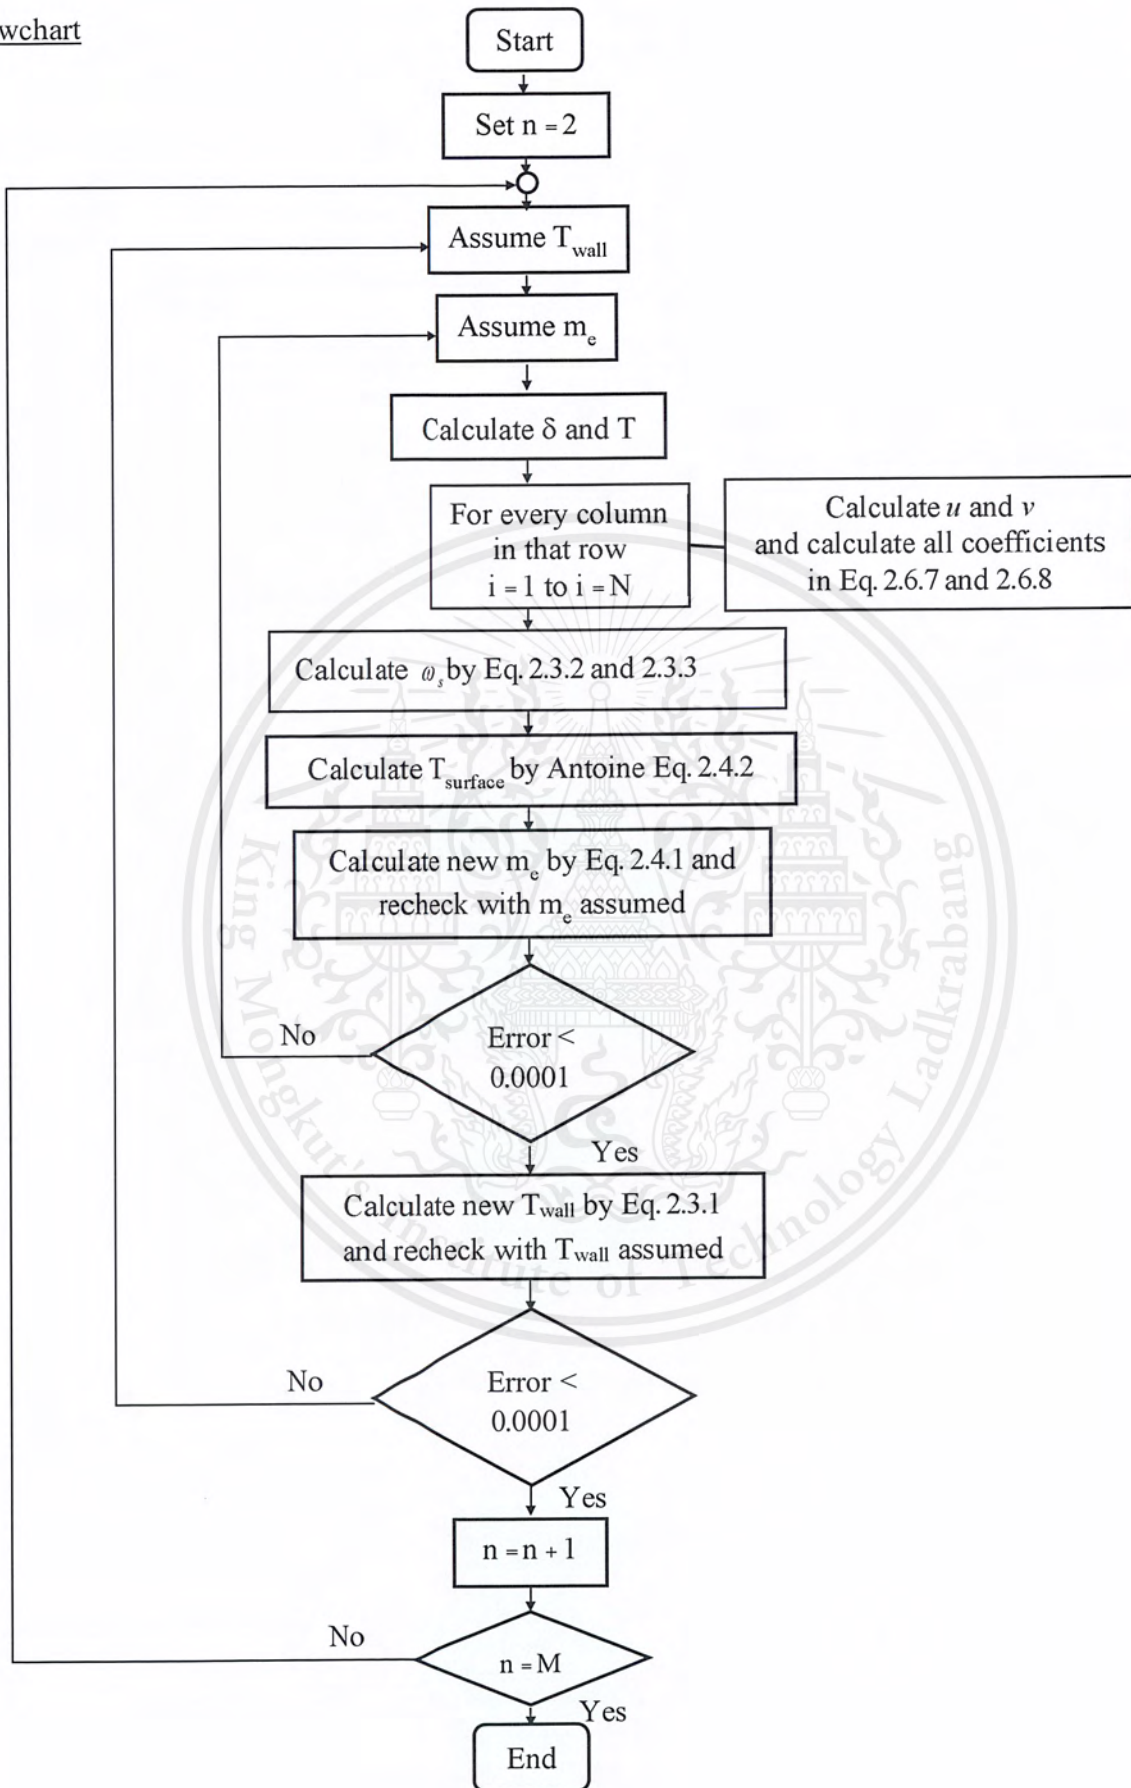 wchart
Start
Set n = 2
Assume T_wall
Assume m_e
Calculate δ and T
For every column
in that row
i = 1 to i = N
Calculate u and v
and calculate all coefficients
in Eq. 2.6.7 and 2.6.8
Calculate ω_s by Eq. 2.3.2 and 2.3.3
Calculate T_surface by Antoine Eq. 2.4.2
Calculate new m_e by Eq. 2.4.1 and
recheck with m_e assumed
Error <
0.0001
No
Yes
Calculate new T_wall by Eq. 2.3.1
and recheck with T_wall assumed
Error <
0.0001
No
Yes
n = n + 1
n = M
No
Yes
End
King Mongkut's Institute of Technology Ladkrabang